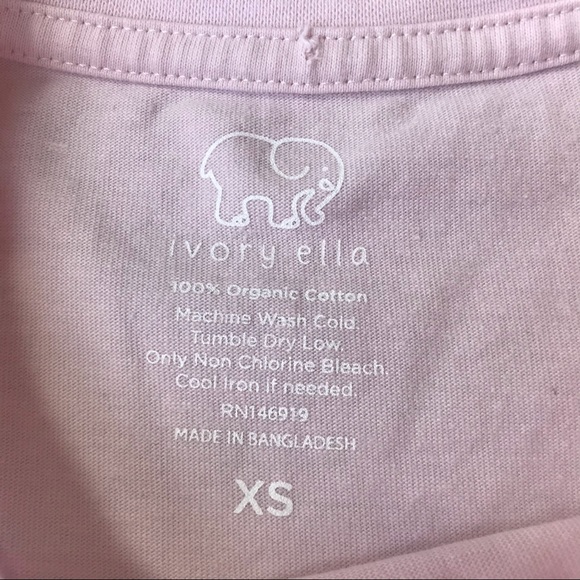 ivory ella
100% Organic Cotton
Machine Wash Cold.
Tumble Dry Low.
Only Non Chlorine Bleach.
Cool Iron if needed.
RN146919
MADE IN BANGLADESH
XS